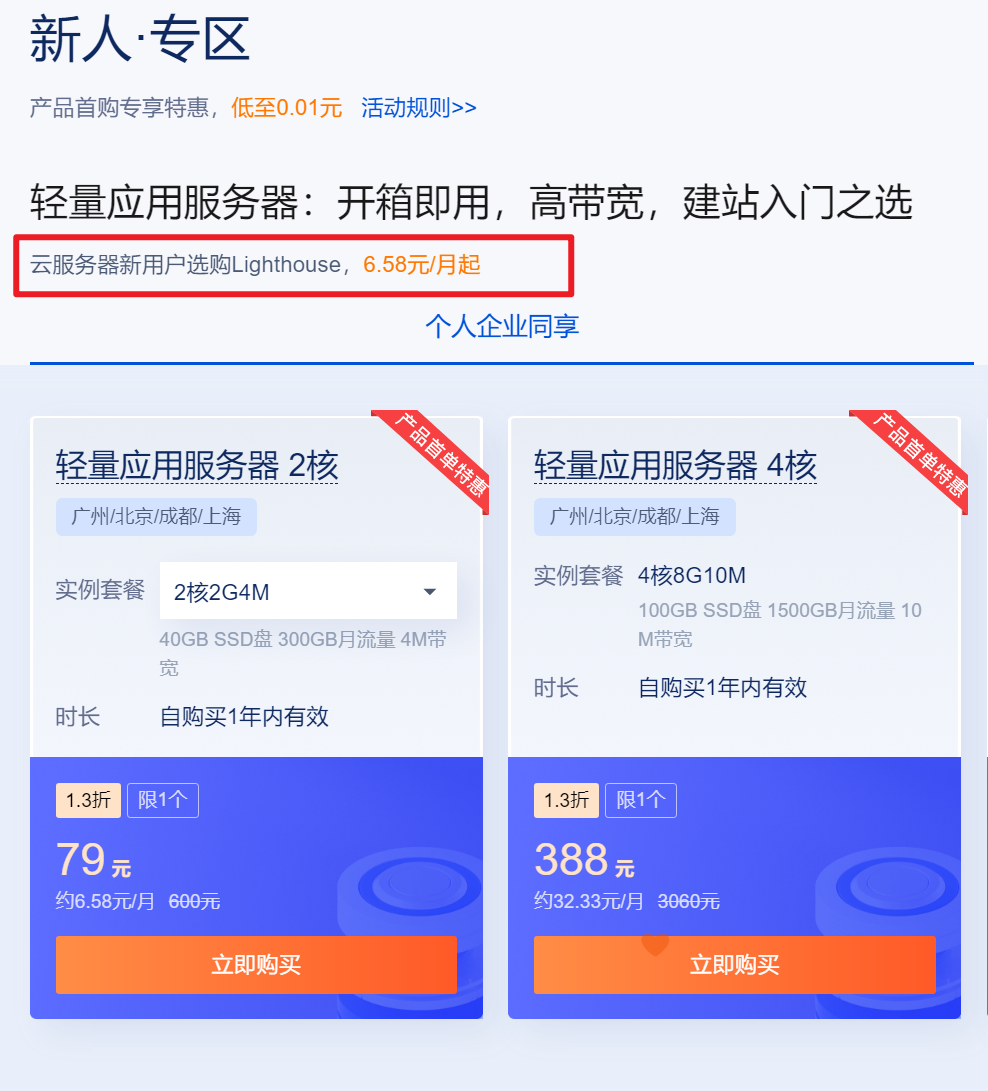 新人·专区
产品首购专享特惠，低至0.01元 活动规则>>
轻量应用服务器：开箱即用，高带宽，建站入门之选
云服务器新用户选购Lighthouse，6.58元/月起
个人企业同享
产品首单特惠
轻量应用服务器 2核
广州/北京/成都/上海
实例套餐 2核2G4M
40GB SSD盘 300GB月流量 4M带
宽
时长 自购买1年内有效
1.3折 限1个
79元
约6.58元/月 600元
立即购买
产品首单特惠
轻量应用服务器 4核
广州/北京/成都/上海
实例套餐 4核8G10M
100GB SSD盘 1500GB月流量 10
M带宽
时长 自购买1年内有效
1.3折 限1个
388元
约32.33元/月 3060元
立即购买